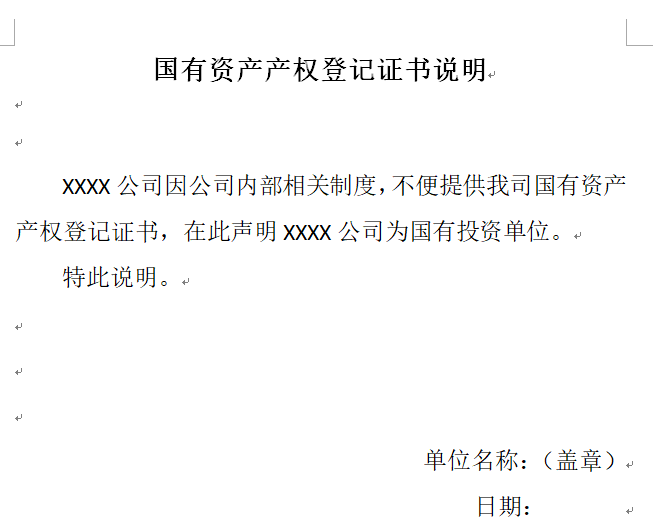 国有资产产权登记证书说明
XXXX 公司因公司内部相关制度，不便提供我司国有资产
产权登记证书，在此声明 XXXX 公司为国有投资单位。
特此说明。
单位名称：（盖章）
日期：